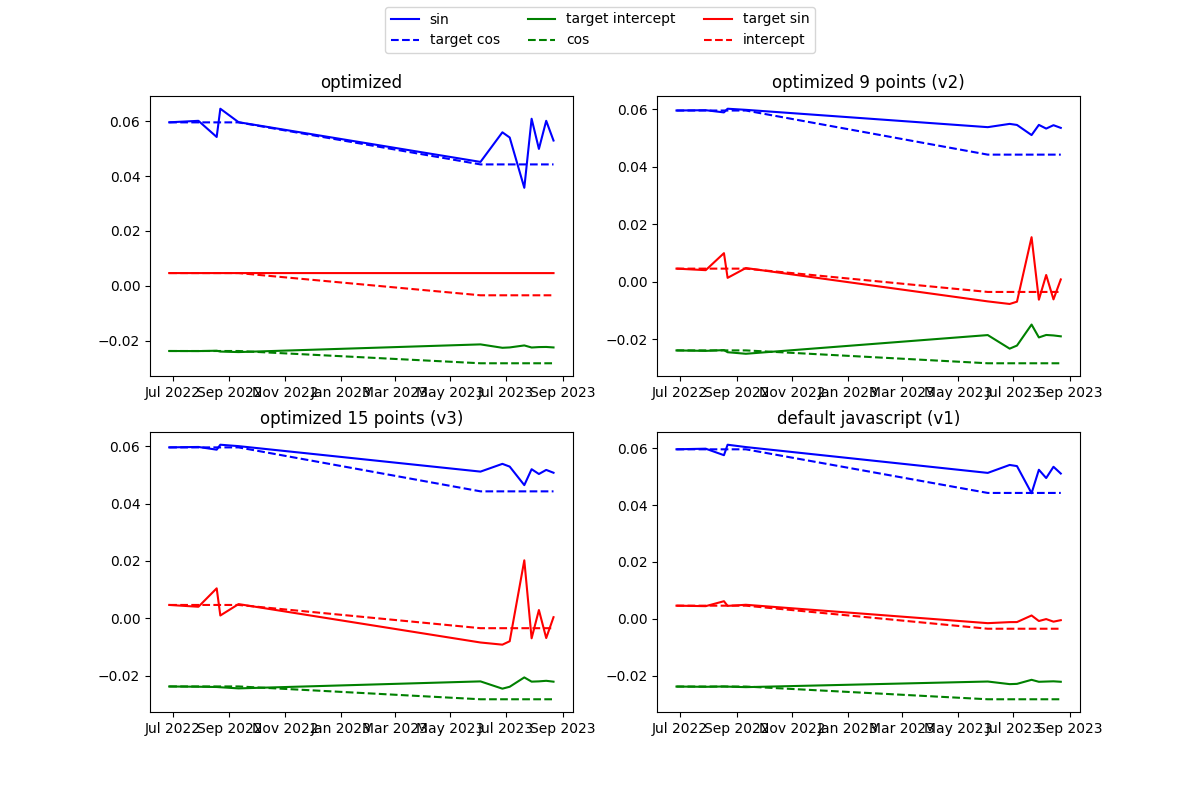 sin target intercept target sin
target cos cos intercept
optimized
0.06
0.04
0.02
0.00
−0.02
Jul 2022 Sep 2022 Nov 2022 Jan 2023 Mar 2023 May 2023 Jul 2023 Sep 2023
optimized 9 points (v2)
0.06
0.04
0.02
0.00
−0.02
Jul 2022 Sep 2022 Nov 2022 Jan 2023 Mar 2023 May 2023 Jul 2023 Sep 2023
optimized 15 points (v3)
0.06
0.04
0.02
0.00
−0.02
Jul 2022 Sep 2022 Nov 2022 Jan 2023 Mar 2023 May 2023 Jul 2023 Sep 2023
default javascript (v1)
0.06
0.04
0.02
0.00
−0.02
Jul 2022 Sep 2022 Nov 2022 Jan 2023 Mar 2023 May 2023 Jul 2023 Sep 2023